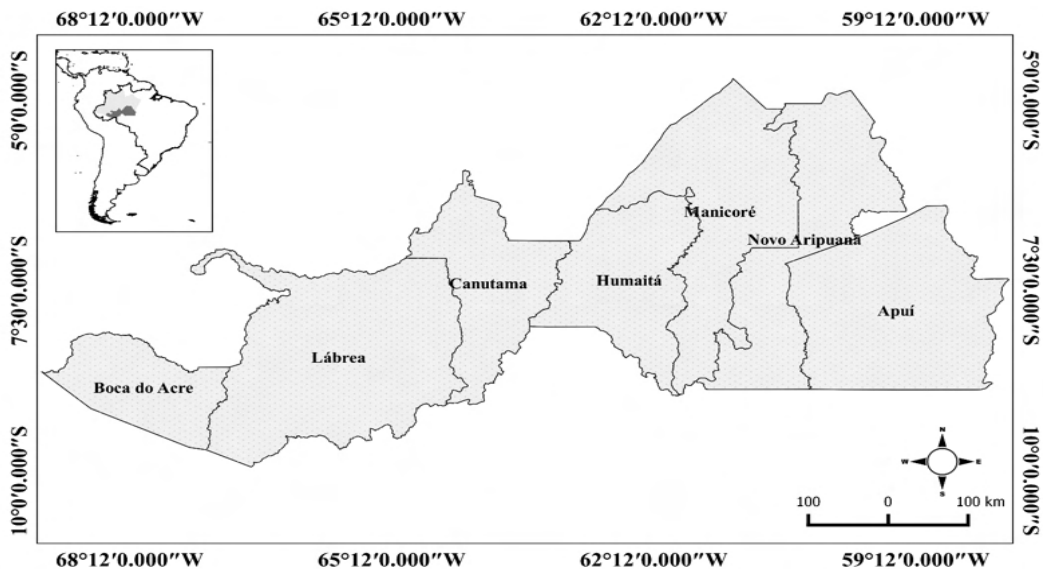 68°12'0.000"W 65°12'0.000"W 62°12'0.000"W 59°12'0.000"W
5°0'0.000"S
5°0'0.000"S
Manicoré
Novo Aripuanã
7°30'0.000"S
7°30'0.000"S
Canutama
Humaitá
Apuí
Lábrea
Boca do Acre
N
W E
S
10°0'0.000"S
10°0'0.000"S
100 0 100 km
68°12'0.000"W 65°12'0.000"W 62°12'0.000"W 59°12'0.000"W